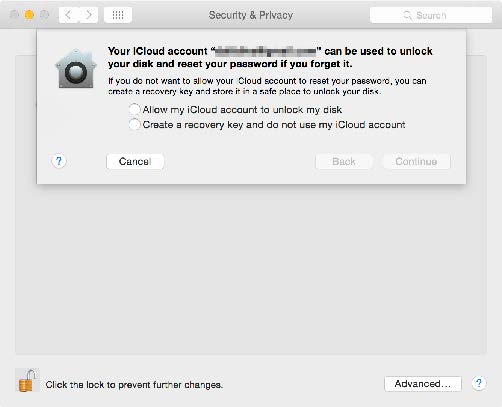 Security & Privacy
Search
Your iCloud account “ ” can be used to unlock
your disk and reset your password if you forget it.
If you do not want to allow your iCloud account to reset your password, you can
create a recovery key and store it in a safe place to unlock your disk.
Allow my iCloud account to unlock my disk
Create a recovery key and do not use my iCloud account
?
Cancel
Back
Continue
Click the lock to prevent further changes.
Advanced...
?